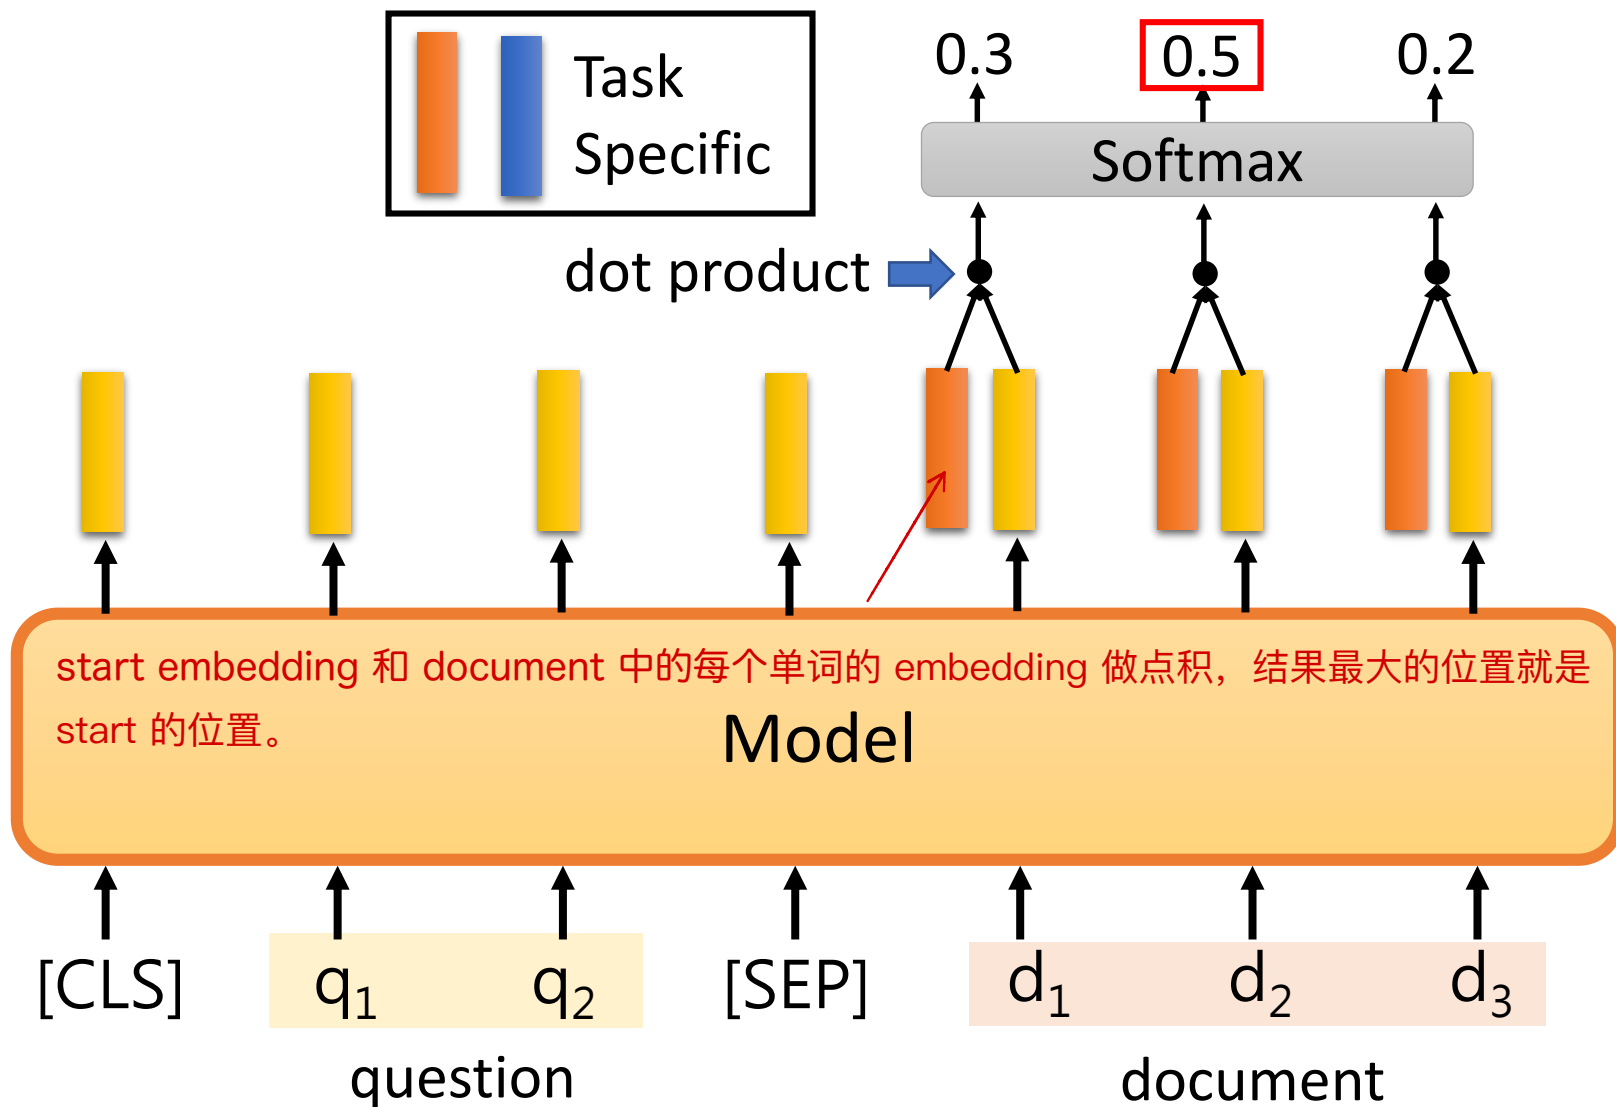 Task
Specific
0.3 0.5 0.2
Softmax
dot product
start embedding 和 document 中的每个单词的 embedding 做点积，结果最大的位置就是
start 的位置。
Model
[CLS] q1 q2 [SEP] d1 d2 d3
question document